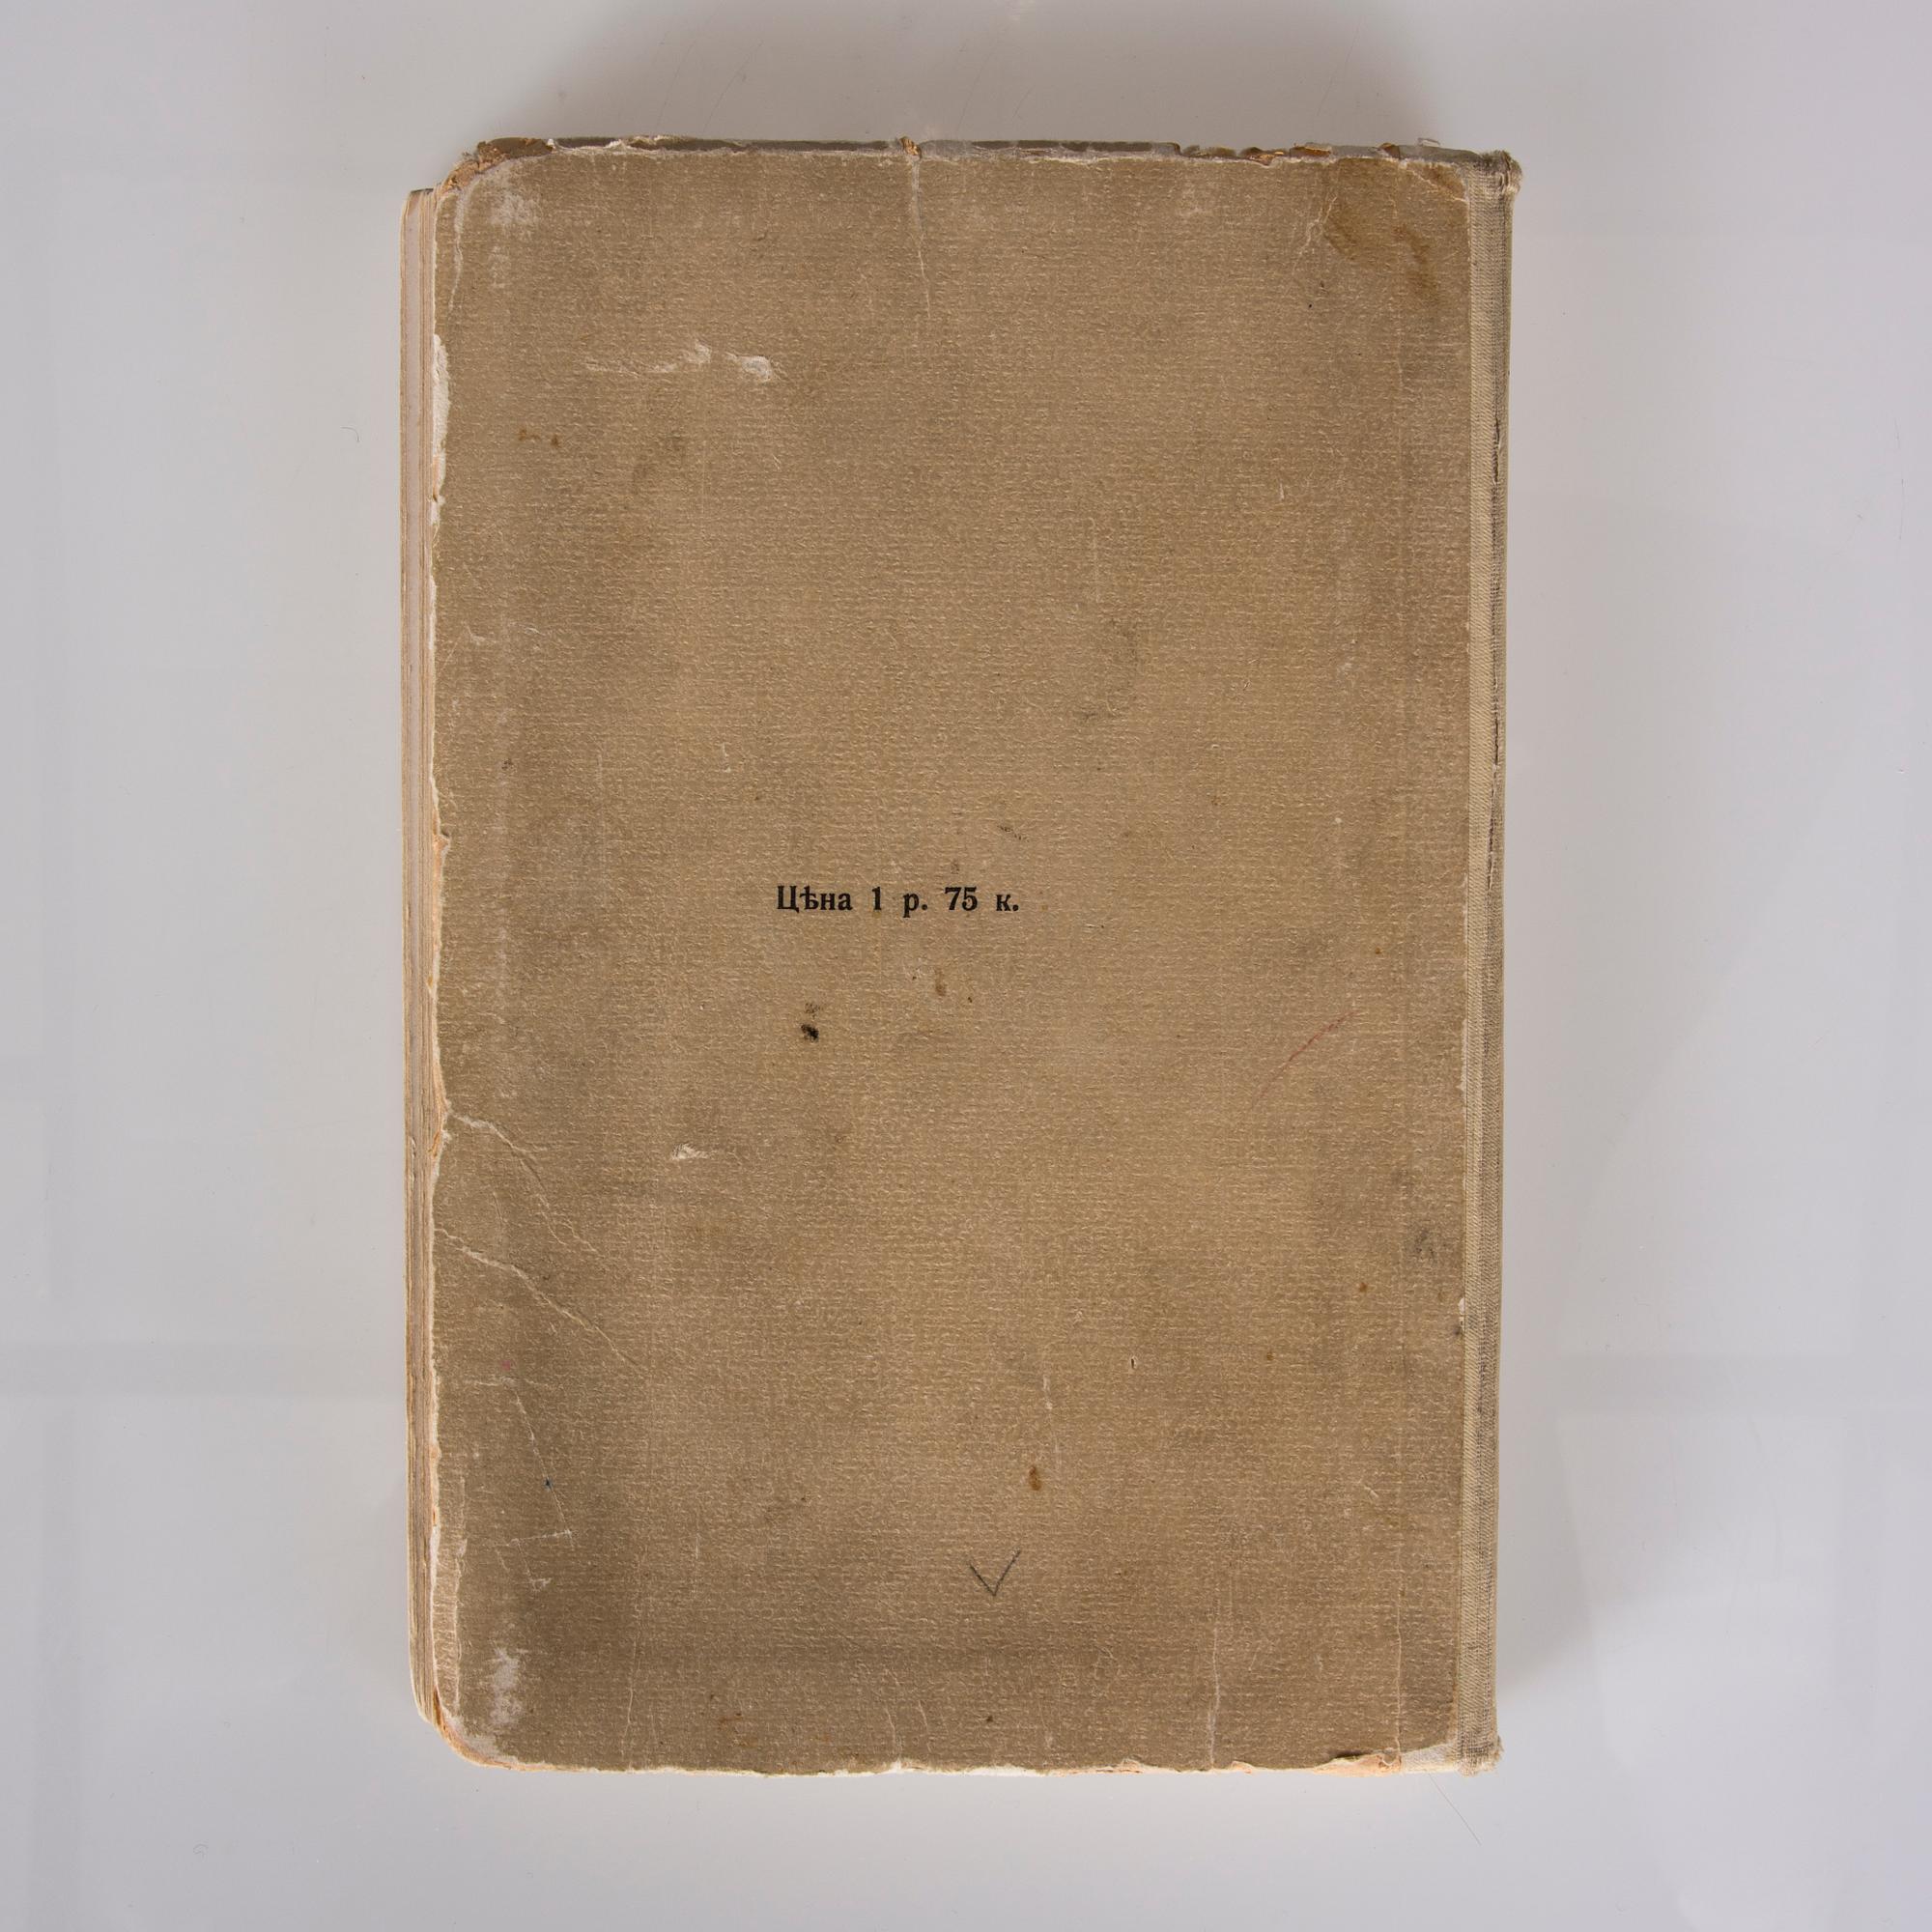 Цѣна 1 р. 75 к.